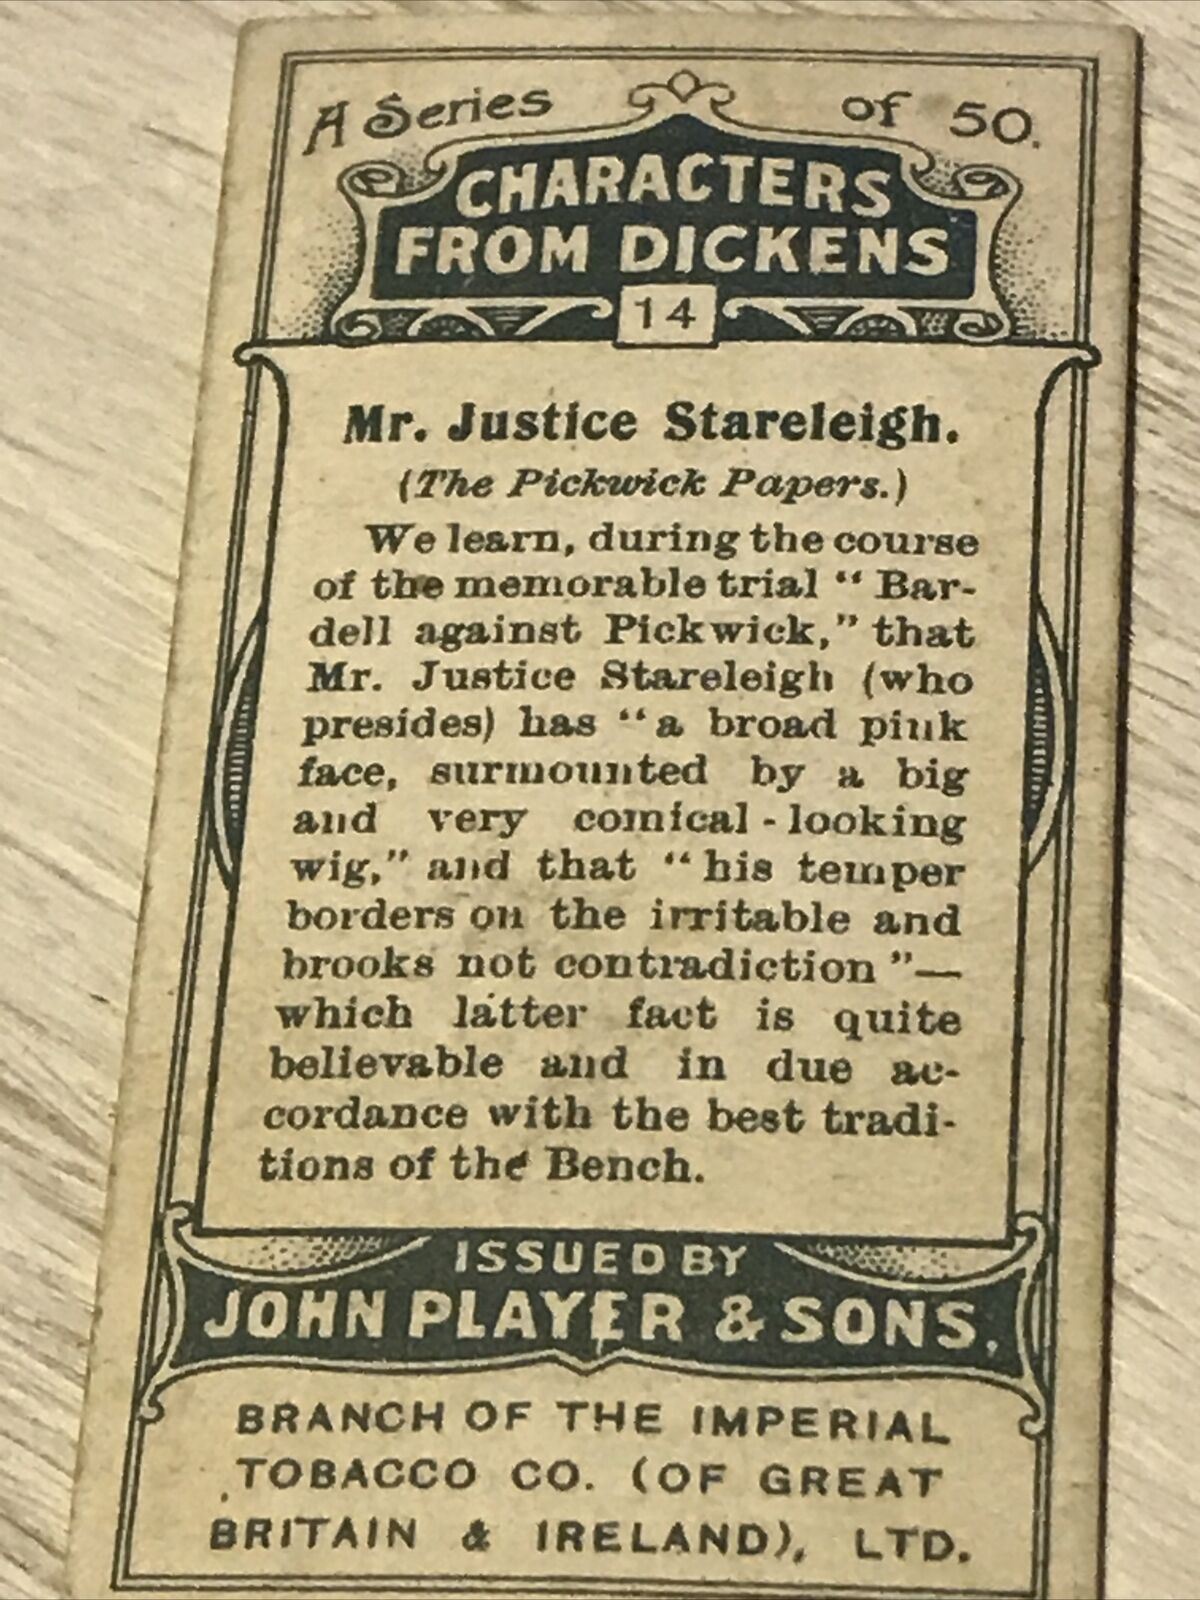 A Series of 50.
CHARACTERS
FROM DICKENS
14
Mr. Justice Stareleigh.
(The Pickwick Papers.)
We learn, during the course
of the memorable trial “ Bar-
dell against Pickwick,” that
Mr. Justice Stareleigh (who
presides) has “ a broad pink
face, surmounted by a big
and very comical - looking
wig,” and that “ his temper
borders on the irritable and
brooks not contradiction ”—
which latter fact is quite
believable and in due ac-
cordance with the best tradi-
tions of the Bench.
ISSUED BY
JOHN PLAYER & SONS.
BRANCH OF THE IMPERIAL
TOBACCO CO. (OF GREAT
BRITAIN & IRELAND), LTD.